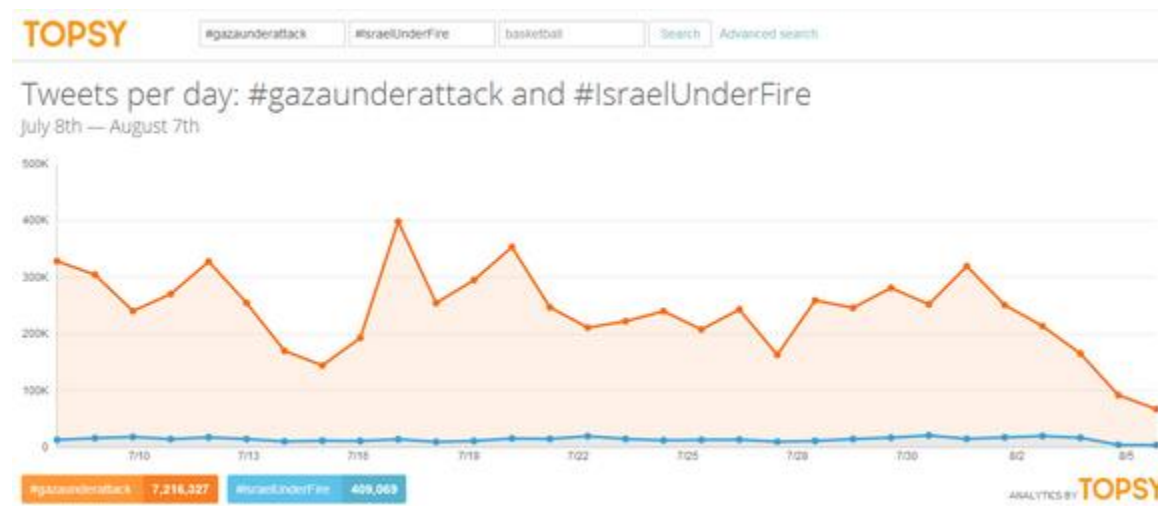 TOPSY #gazaunderattack #IsraelUnderFire basketball Search Advanced search
Tweets per day: #gazaunderattack and #IsraelUnderFire
July 8th — August 7th
500K
400K
300K
200K
100K
0
7/10 7/13 7/16 7/19 7/22 7/25 7/28 7/30 8/2 8/5
#gazaunderattack 7,216,327 #IsraelUnderFire 409,069
ANALYTICS BY TOPSY